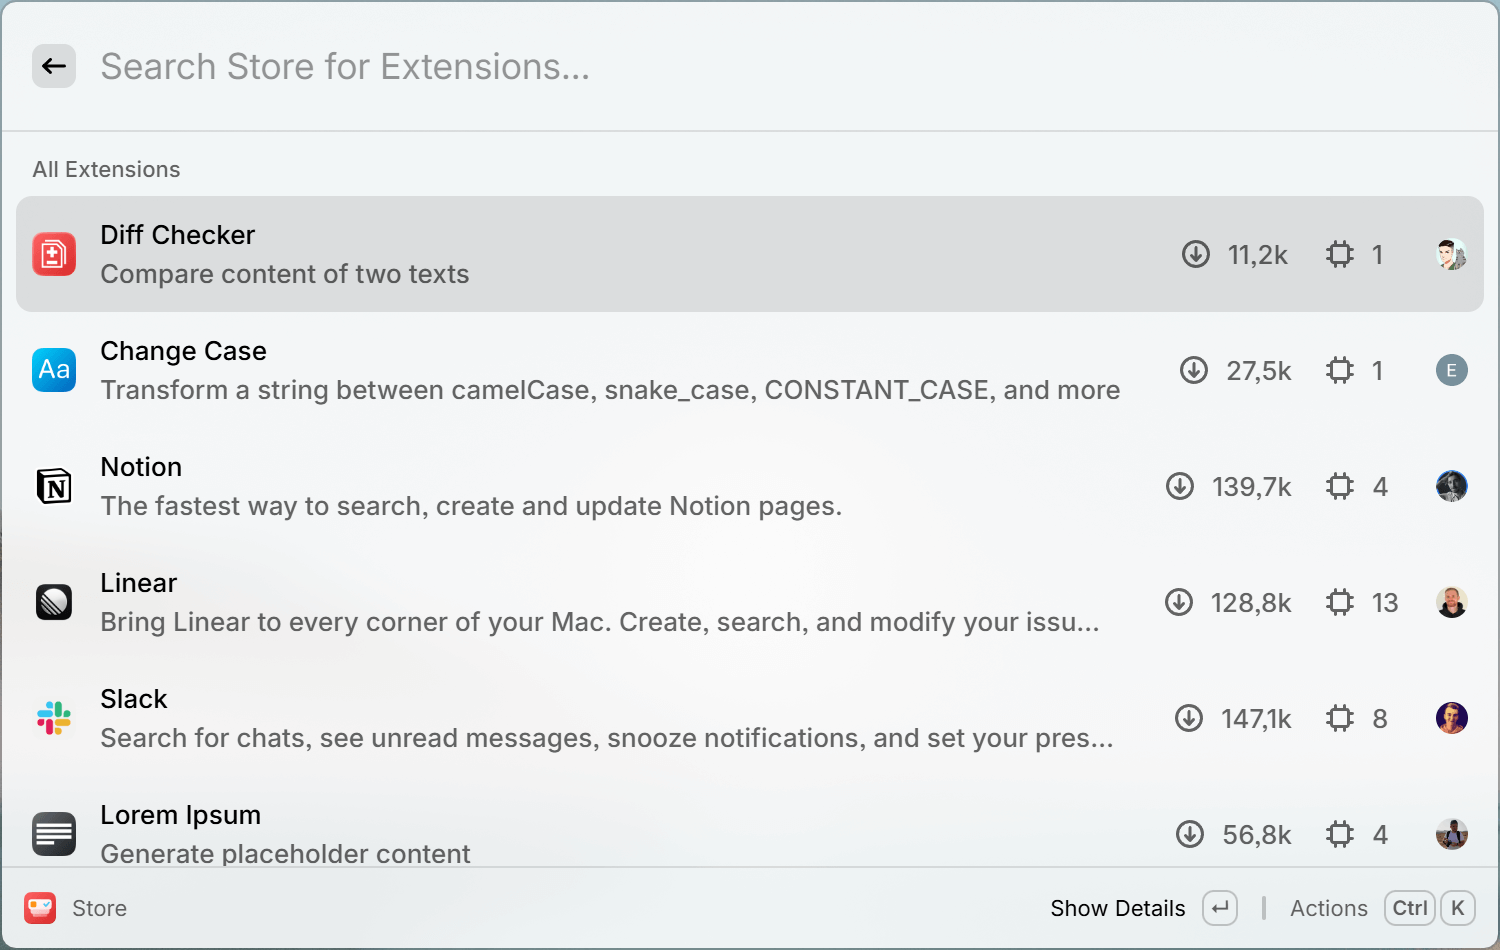 Search Store for Extensions...
All Extensions
Diff Checker
Compare content of two texts
11,2k
1
Aa
Change Case
Transform a string between camelCase, snake_case, CONSTANT_CASE, and more
27,5k
1
E
N
Notion
The fastest way to search, create and update Notion pages.
139,7k
4
Linear
Bring Linear to every corner of your Mac. Create, search, and modify your issu...
128,8k
13
Slack
Search for chats, see unread messages, snooze notifications, and set your pres...
147,1k
8
Lorem Ipsum
Generate placeholder content
56,8k
4
Store
Show Details
Actions
Ctrl
K